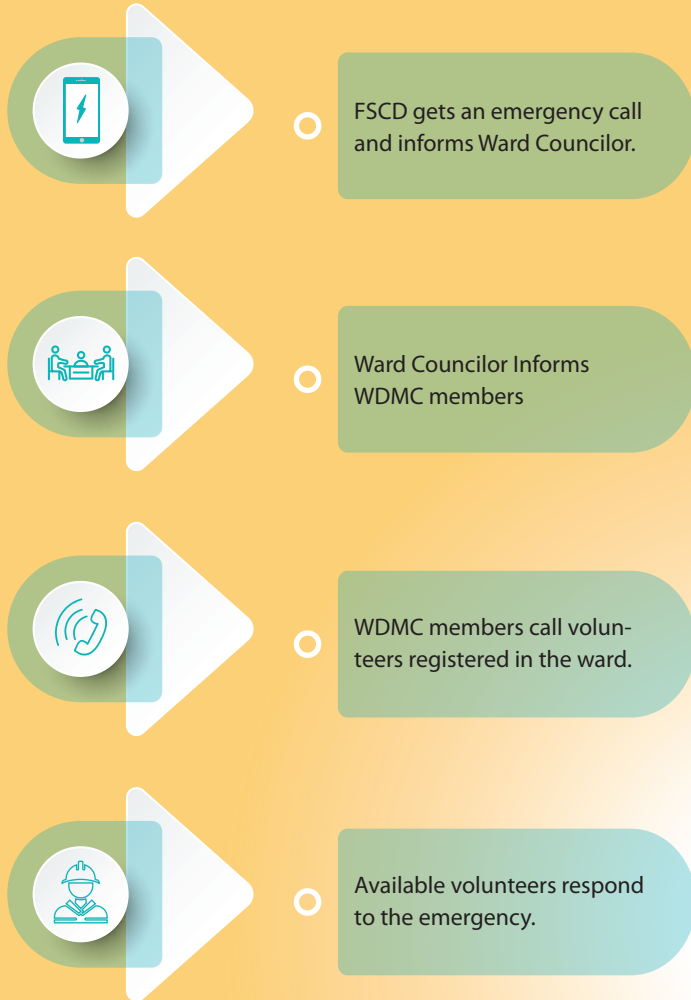 FSCD gets an emergency call
and informs Ward Councilor.
Ward Councilor Informs
WDMC members
WDMC members call volun-
teers registered in the ward.
Available volunteers respond
to the emergency.